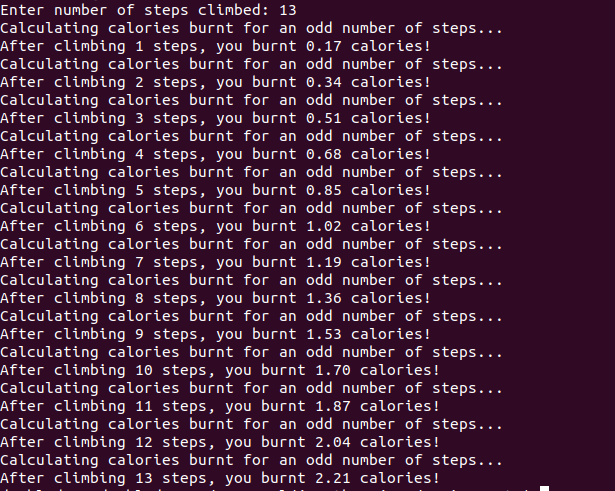 Enter number of steps climbed: 13
Calculating calories burnt for an odd number of steps...
After climbing 1 steps, you burnt 0.17 calories!
Calculating calories burnt for an odd number of steps...
After climbing 2 steps, you burnt 0.34 calories!
Calculating calories burnt for an odd number of steps...
After climbing 3 steps, you burnt 0.51 calories!
Calculating calories burnt for an odd number of steps...
After climbing 4 steps, you burnt 0.68 calories!
Calculating calories burnt for an odd number of steps...
After climbing 5 steps, you burnt 0.85 calories!
Calculating calories burnt for an odd number of steps...
After climbing 6 steps, you burnt 1.02 calories!
Calculating calories burnt for an odd number of steps...
After climbing 7 steps, you burnt 1.19 calories!
Calculating calories burnt for an odd number of steps...
After climbing 8 steps, you burnt 1.36 calories!
Calculating calories burnt for an odd number of steps...
After climbing 9 steps, you burnt 1.53 calories!
Calculating calories burnt for an odd number of steps...
After climbing 10 steps, you burnt 1.70 calories!
Calculating calories burnt for an odd number of steps...
After climbing 11 steps, you burnt 1.87 calories!
Calculating calories burnt for an odd number of steps...
After climbing 12 steps, you burnt 2.04 calories!
Calculating calories burnt for an odd number of steps...
After climbing 13 steps, you burnt 2.21 calories!